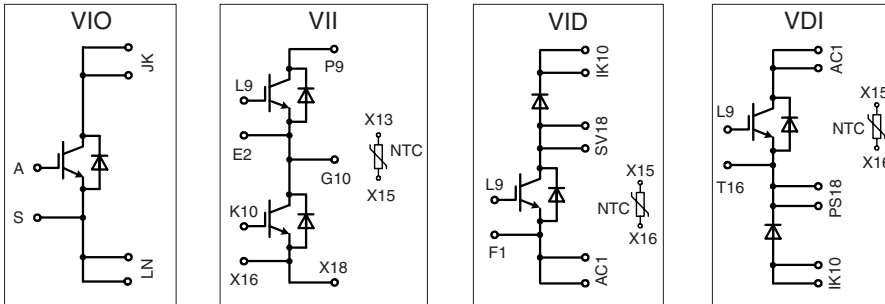 VIO
JK
A
S
LN
VII
P9
L9
E2
X13
NTC
X15
G10
K10
X16
X18
VID
IK10
SV18
L9
X15
NTC
X16
F1
AC1
VDI
AC1
L9
X15
NTC
X16
T16
PS18
IK10